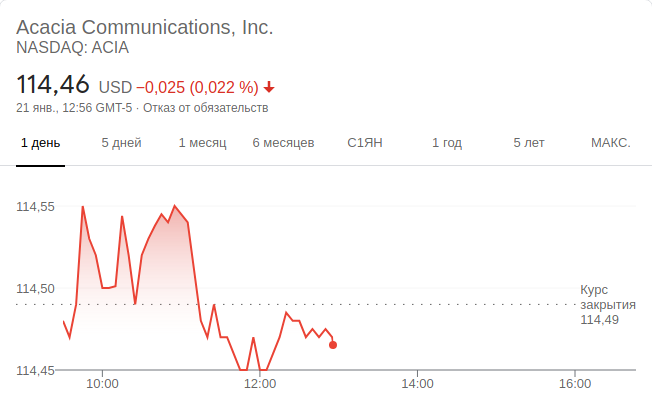 Acacia Communications, Inc.
NASDAQ: ACIA
114,46 USD −0,025 (0,022 %)
21 янв., 12:56 GMT-5 · Отказ от обязательств
1 день 5 дней 1 месяц 6 месяцев С1ЯН 1 год 5 лет МАКС.
114,55
114,50
Курс
закрытия
114,49
114,45
10:00 12:00 14:00 16:00